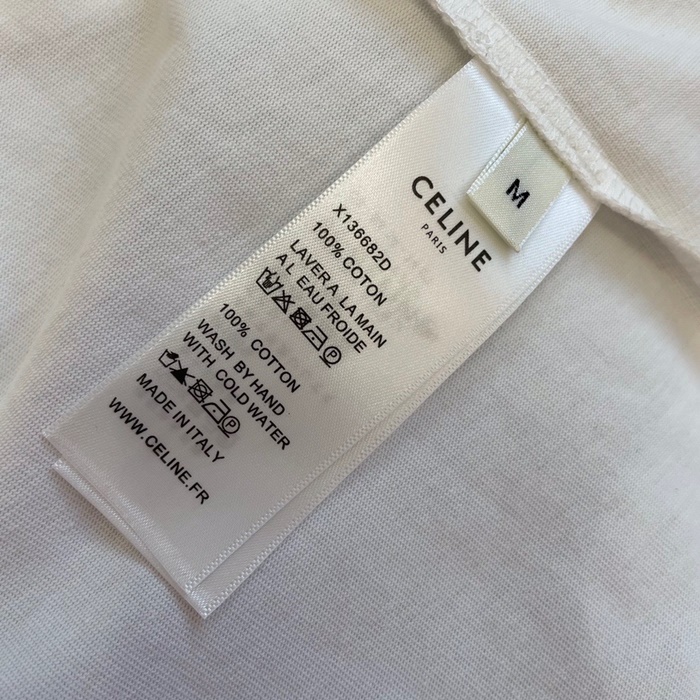 M
CELINE
PARIS
X136682D
100% COTON
LAVER A LA MAIN
A L EAU FROIDE
100% COTTON
WASH BY HAND
WITH COLD WATER
MADE IN ITALY
WWW.CELINE.FR